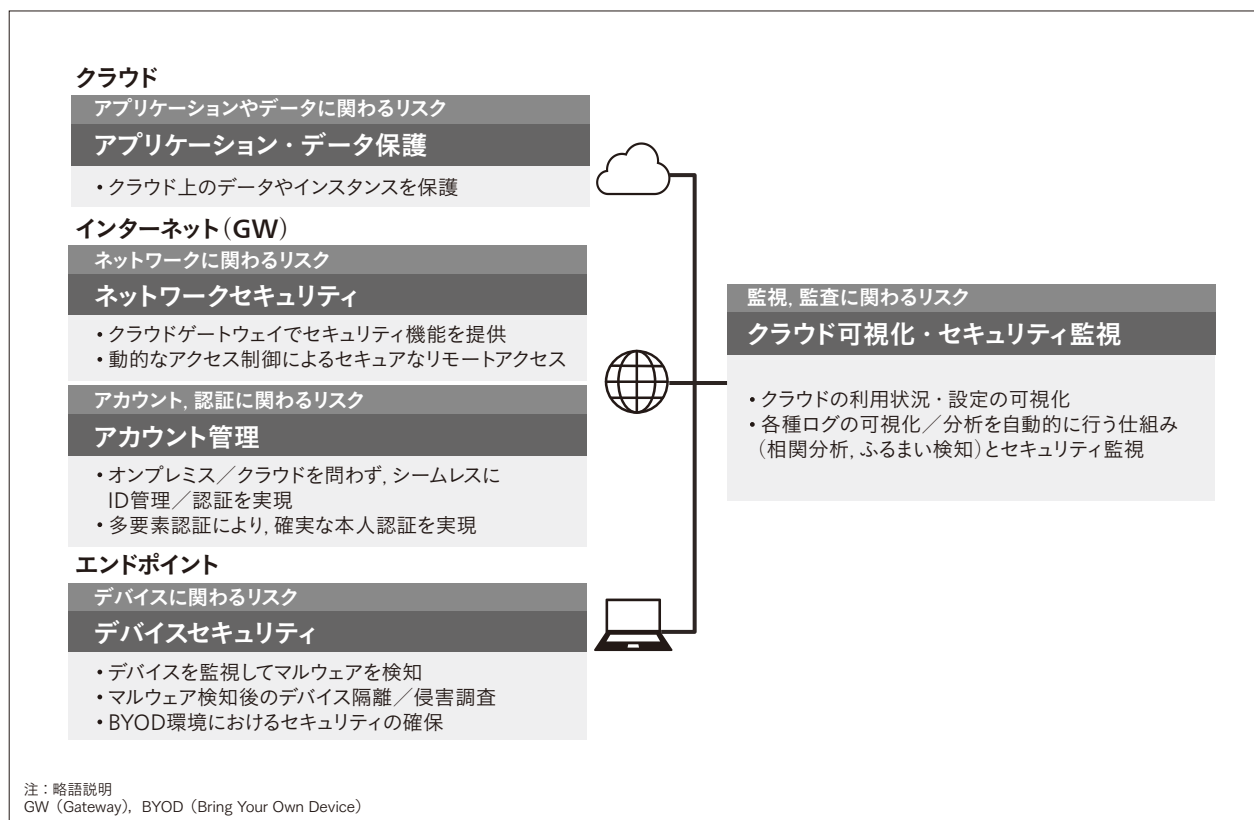 クラウド
アプリケーションやデータに関わるリスク
アプリケーション・データ保護
• クラウド上のデータやインスタンスを保護
インターネット(GW)
ネットワークに関わるリスク
ネットワークセキュリティ
• クラウドゲートウェイでセキュリティ機能を提供
• 動的なアクセス制御によるセキュアなリモートアクセス
アカウント, 認証に関わるリスク
アカウント管理
• オンプレミス／クラウドを問わず, シームレスに
ID管理／認証を実現
• 多要素認証により, 確実な本人認証を実現
エンドポイント
デバイスに関わるリスク
デバイスセキュリティ
• デバイスを監視してマルウェアを検知
• マルウェア検知後のデバイス隔離／侵害調査
• BYOD環境におけるセキュリティの確保
監視, 監査に関わるリスク
クラウド可視化・セキュリティ監視
• クラウドの利用状況・設定の可視化
• 各種ログの可視化／分析を自動的に行う仕組み
(相関分析, ふるまい検知)とセキュリティ監視
注：略語説明
GW（Gateway），BYOD（Bring Your Own Device）